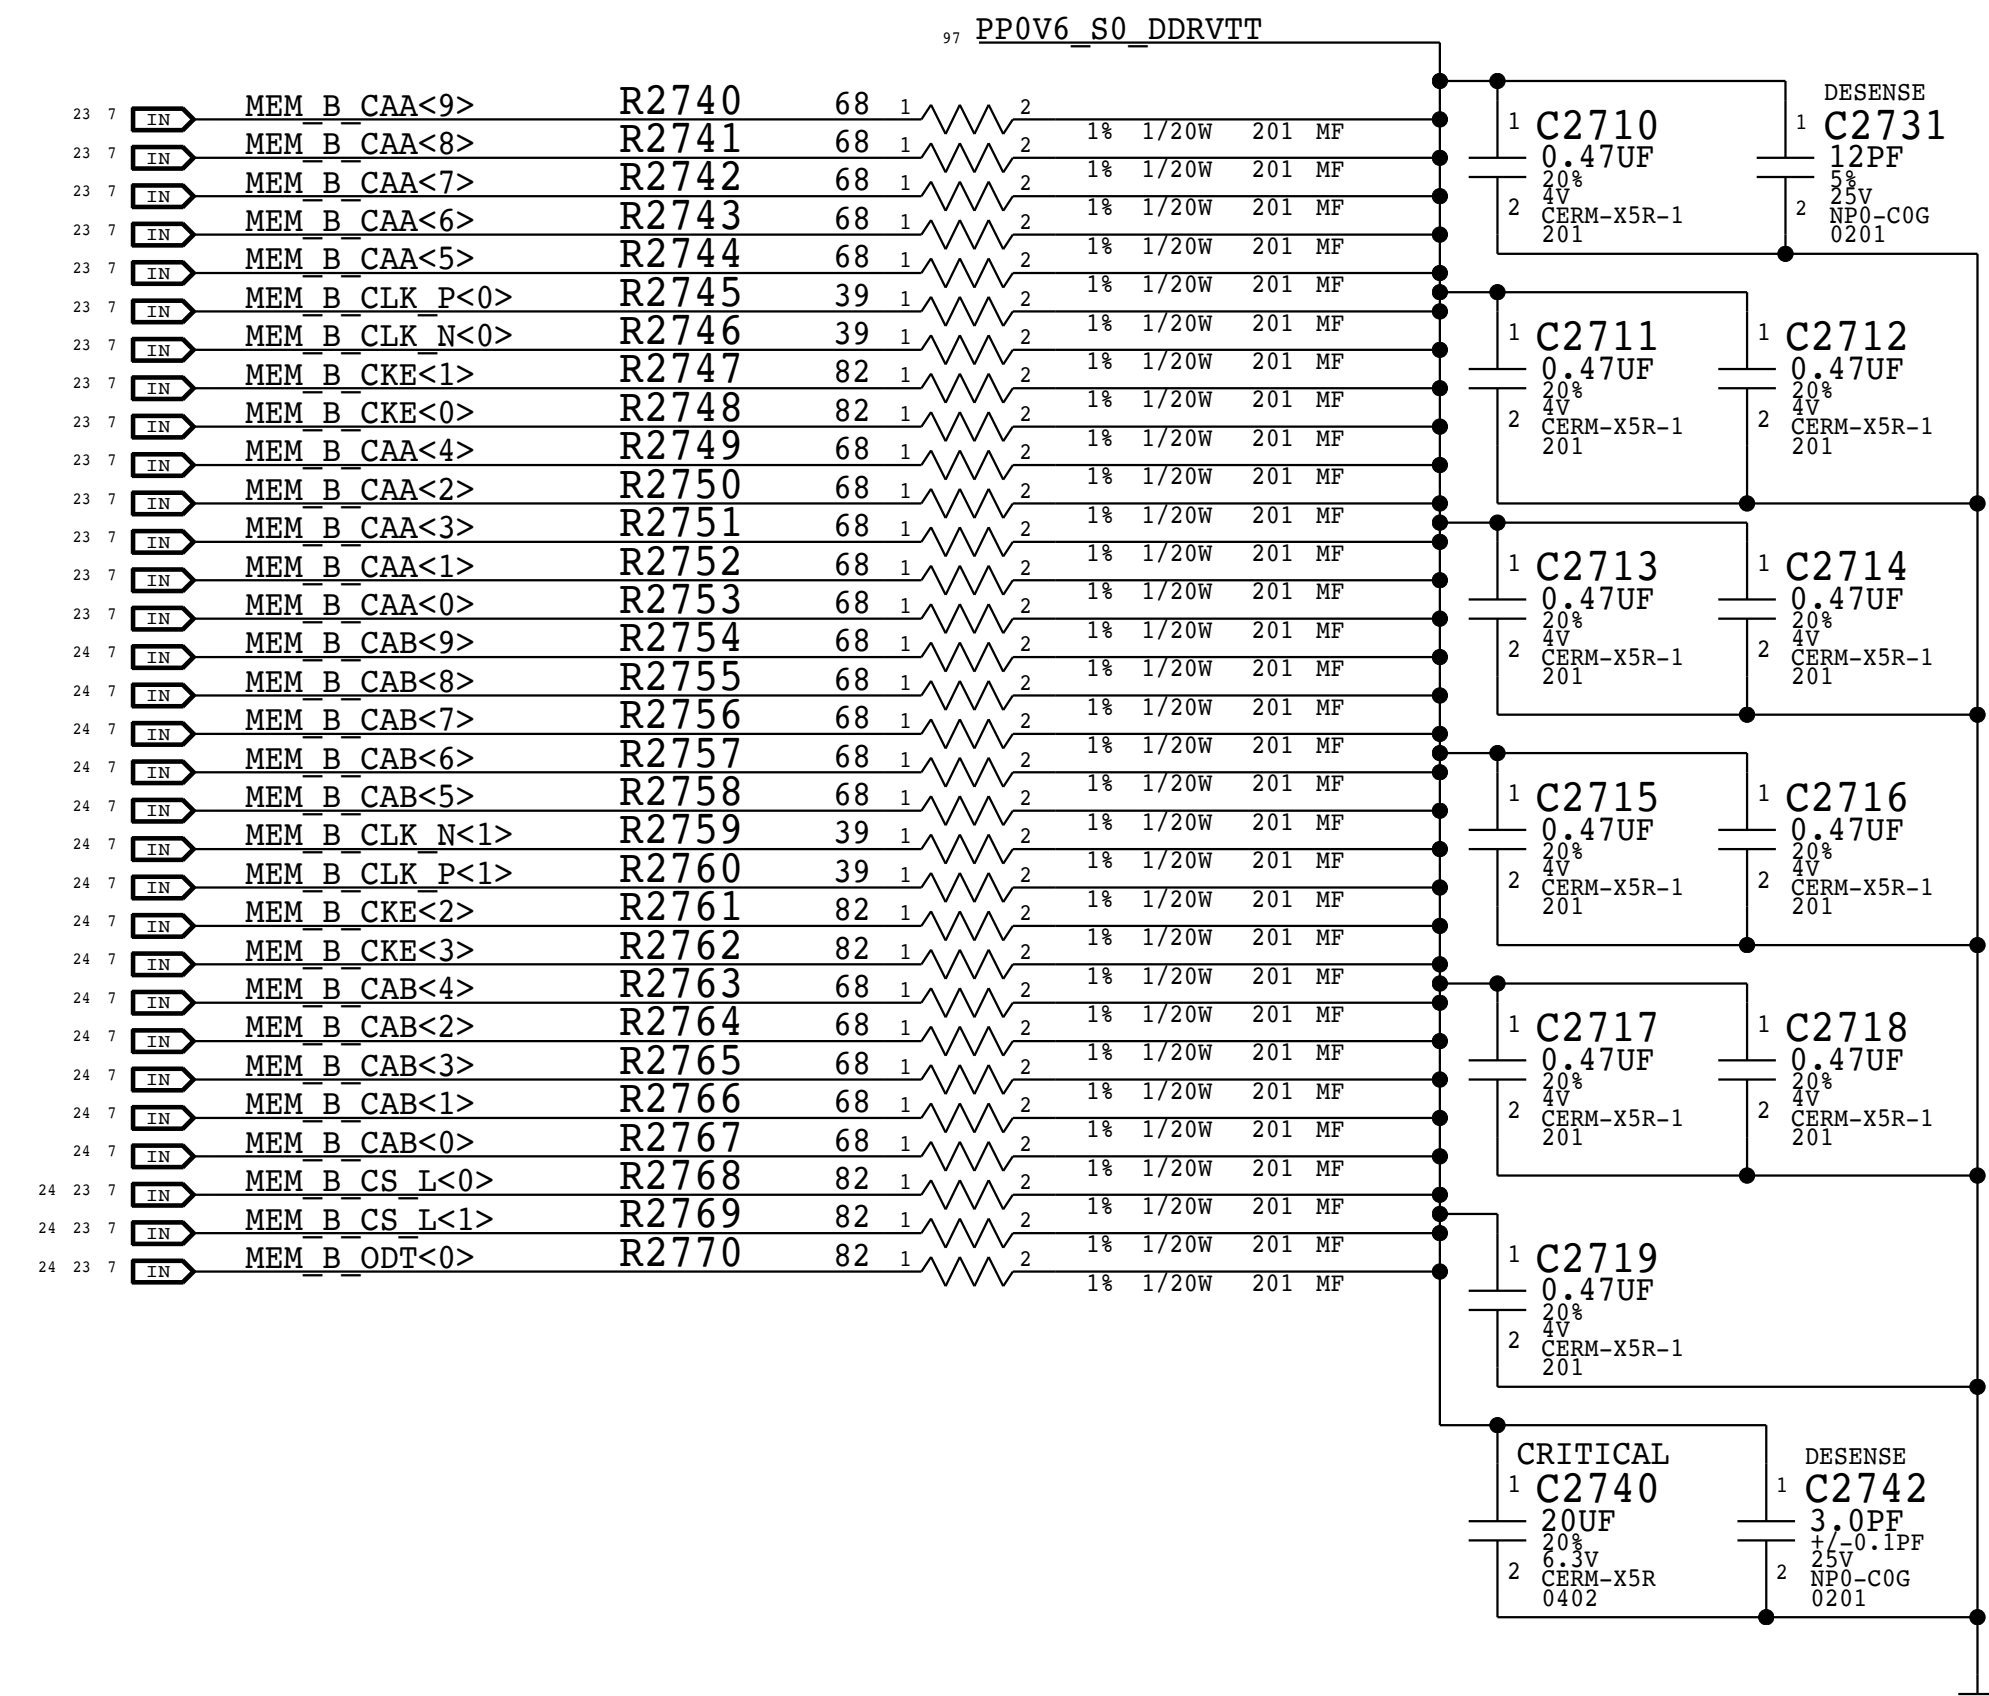 97 PP0V6_S0_DDRVTT
23 7 IN MEM_B_CAA<9> R2740 68 1 2 1% 1/20W 201 MF
23 7 IN MEM_B_CAA<8> R2741 68 1 2 1% 1/20W 201 MF
23 7 IN MEM_B_CAA<7> R2742 68 1 2 1% 1/20W 201 MF
23 7 IN MEM_B_CAA<6> R2743 68 1 2 1% 1/20W 201 MF
23 7 IN MEM_B_CAA<5> R2744 68 1 2 1% 1/20W 201 MF
23 7 IN MEM_B_CLK_P<0> R2745 39 1 2 1% 1/20W 201 MF
23 7 IN MEM_B_CLK_N<0> R2746 39 1 2 1% 1/20W 201 MF
23 7 IN MEM_B_CKE<1> R2747 82 1 2 1% 1/20W 201 MF
23 7 IN MEM_B_CKE<0> R2748 82 1 2 1% 1/20W 201 MF
23 7 IN MEM_B_CAA<4> R2749 68 1 2 1% 1/20W 201 MF
23 7 IN MEM_B_CAA<2> R2750 68 1 2 1% 1/20W 201 MF
23 7 IN MEM_B_CAA<3> R2751 68 1 2 1% 1/20W 201 MF
23 7 IN MEM_B_CAA<1> R2752 68 1 2 1% 1/20W 201 MF
23 7 IN MEM_B_CAA<0> R2753 68 1 2 1% 1/20W 201 MF
24 7 IN MEM_B_CAB<9> R2754 68 1 2 1% 1/20W 201 MF
24 7 IN MEM_B_CAB<8> R2755 68 1 2 1% 1/20W 201 MF
24 7 IN MEM_B_CAB<7> R2756 68 1 2 1% 1/20W 201 MF
24 7 IN MEM_B_CAB<6> R2757 68 1 2 1% 1/20W 201 MF
24 7 IN MEM_B_CAB<5> R2758 68 1 2 1% 1/20W 201 MF
24 7 IN MEM_B_CLK_N<1> R2759 39 1 2 1% 1/20W 201 MF
24 7 IN MEM_B_CLK_P<1> R2760 39 1 2 1% 1/20W 201 MF
24 7 IN MEM_B_CKE<2> R2761 82 1 2 1% 1/20W 201 MF
24 7 IN MEM_B_CKE<3> R2762 82 1 2 1% 1/20W 201 MF
24 7 IN MEM_B_CAB<4> R2763 68 1 2 1% 1/20W 201 MF
24 7 IN MEM_B_CAB<2> R2764 68 1 2 1% 1/20W 201 MF
24 7 IN MEM_B_CAB<3> R2765 68 1 2 1% 1/20W 201 MF
24 7 IN MEM_B_CAB<1> R2766 68 1 2 1% 1/20W 201 MF
24 7 IN MEM_B_CAB<0> R2767 68 1 2 1% 1/20W 201 MF
24 23 7 IN MEM_B_CS_L<0> R2768 82 1 2 1% 1/20W 201 MF
24 23 7 IN MEM_B_CS_L<1> R2769 82 1 2 1% 1/20W 201 MF
24 23 7 IN MEM_B_ODT<0> R2770 82 1 2 1% 1/20W 201 MF
1 C2710
0.47UF
20%
4V
2 CERM-X5R-1
201
DESENSE
1 C2731
12PF
5%
25V
2 NP0-C0G
0201
1 C2711
0.47UF
20%
4V
2 CERM-X5R-1
201
1 C2712
0.47UF
20%
4V
2 CERM-X5R-1
201
1 C2713
0.47UF
20%
4V
2 CERM-X5R-1
201
1 C2714
0.47UF
20%
4V
2 CERM-X5R-1
201
1 C2715
0.47UF
20%
4V
2 CERM-X5R-1
201
1 C2716
0.47UF
20%
4V
2 CERM-X5R-1
201
1 C2717
0.47UF
20%
4V
2 CERM-X5R-1
201
1 C2718
0.47UF
20%
4V
2 CERM-X5R-1
201
1 C2719
0.47UF
20%
4V
2 CERM-X5R-1
201
CRITICAL
1 C2740
20UF
20%
6.3V
2 CERM-X5R
0402
DESENSE
1 C2742
3.0PF
+/-0.1PF
25V
2 NP0-C0G
0201